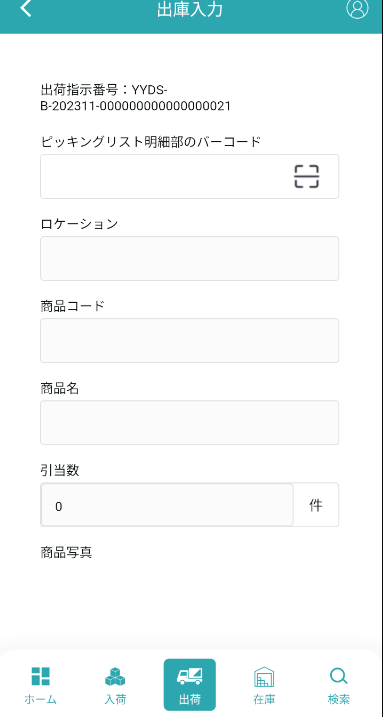 出庫入力
出荷指示番号：YYDS-
B-202311-000000000000000021
ピッキングリスト明細部のバーコード
ロケーション
商品コード
商品名
引当数
0 件
商品写真
ホーム 入荷 出荷 在庫 検索